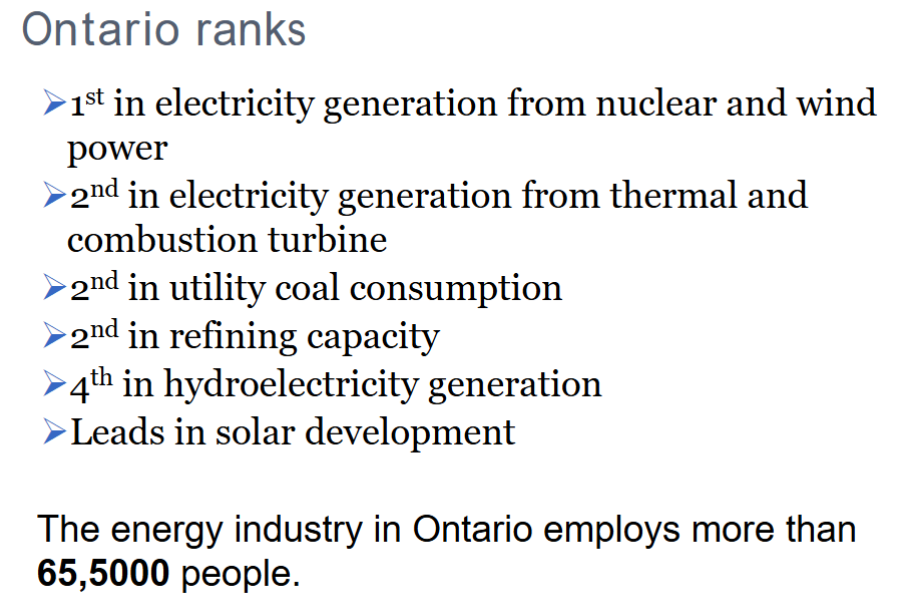 Ontario ranks
➢1st in electricity generation from nuclear and wind
power
➢2nd in electricity generation from thermal and
combustion turbine
➢2nd in utility coal consumption
➢2nd in refining capacity
➢4th in hydroelectricity generation
➢Leads in solar development
The energy industry in Ontario employs more than
65,5000 people.